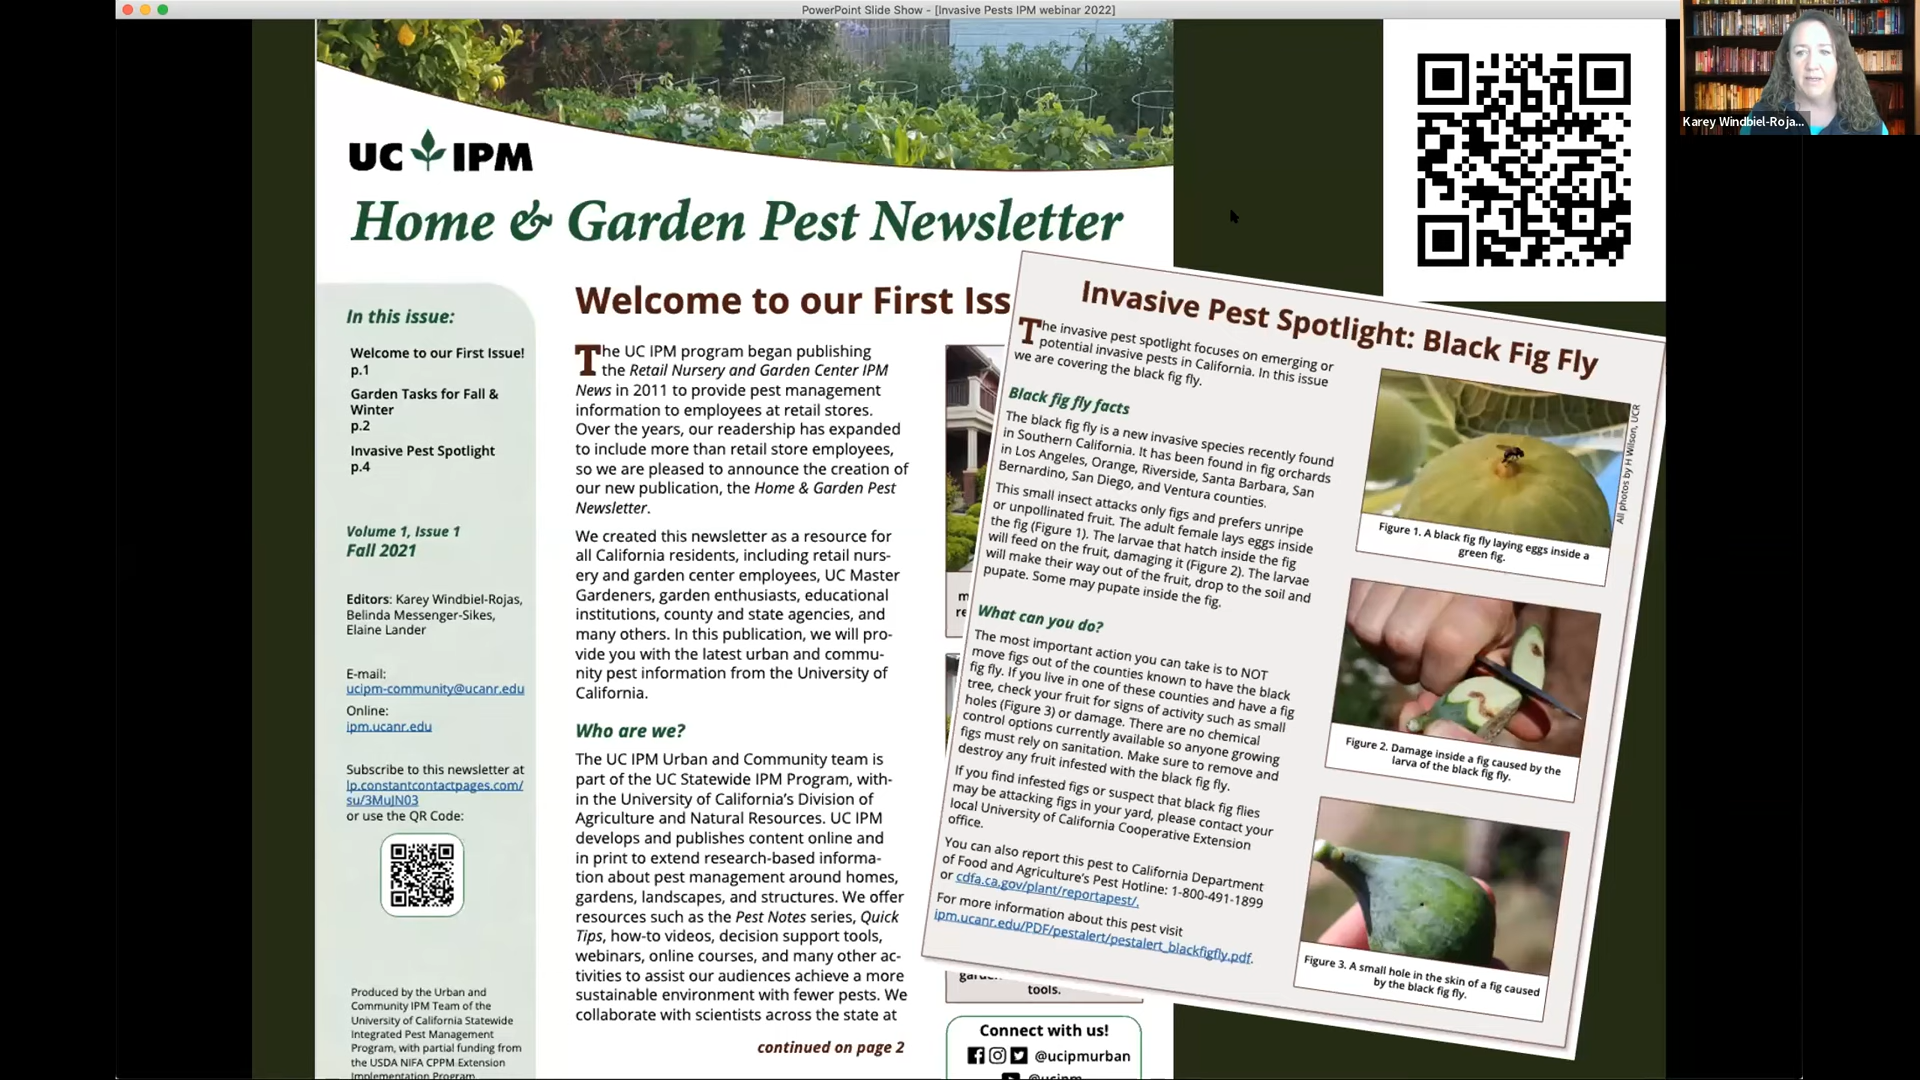 PowerPoint Slide Show - [Invasive Pests IPM webinar 2022]
Karey Windbiel-Roja...
UC IPM
Home & Garden Pest Newsletter
In this issue:
Welcome to our First Issue!
p.1
Garden Tasks for Fall &
Winter
p.2
Invasive Pest Spotlight
p.4
Volume 1, Issue 1
Fall 2021
Editors: Karey Windbiel-Rojas,
Belinda Messenger-Sikes,
Elaine Lander
E-mail:
ucipm-community@ucanr.edu
Online:
ipm.ucanr.edu
Subscribe to this newsletter at
lp.constantcontactpages.com/
su/3MuJN03
or use the QR Code:
Produced by the Urban and
Community IPM Team of the
University of California Statewide
Integrated Pest Management
Program, with partial funding from
the USDA NIFA CPPM Extension
Implementation Program
Welcome to our First Iss
The UC IPM program began publishing
the Retail Nursery and Garden Center IPM
News in 2011 to provide pest management
information to employees at retail stores.
Over the years, our readership has expanded
to include more than retail store employees,
so we are pleased to announce the creation of
our new publication, the Home & Garden Pest
Newsletter.
We created this newsletter as a resource for
all California residents, including retail nurs-
ery and garden center employees, UC Master
Gardeners, garden enthusiasts, educational
institutions, county and state agencies, and
many others. In this publication, we will pro-
vide you with the latest urban and commu-
nity pest information from the University of
California.
Who are we?
The UC IPM Urban and Community team is
part of the UC Statewide IPM Program, with-
in the University of California's Division of
Agriculture and Natural Resources. UC IPM
develops and publishes content online and
in print to extend research-based informa-
tion about pest management around homes,
gardens, landscapes, and structures. We offer
resources such as the Pest Notes series, Quick
Tips, how-to videos, decision support tools,
webinars, online courses, and many other ac-
tivities to assist our audiences achieve a more
sustainable environment with fewer pests. We
collaborate with scientists across the state at
continued on page 2
tools.
Connect with us!
@ucipmurban
@ucipm
Invasive Pest Spotlight: Black Fig Fly
The invasive pest spotlight focuses on emerging or
potential invasive pests in California. In this issue
we are covering the black fig fly.
Black fig fly facts
The black fig fly is a new invasive species recently found
in Southern California. It has been found in fig orchards
in Los Angeles, Orange, Riverside, Santa Barbara, San
Bernardino, San Diego, and Ventura counties.
This small insect attacks only figs and prefers unripe
or unpollinated fruit. The adult female lays eggs inside
the fig (Figure 1). The larvae that hatch inside the fig
will feed on the fruit, damaging it (Figure 2). The larvae
will make their way out of the fruit, drop to the soil and
pupate. Some may pupate inside the fig.
What can you do?
The most important action you can take is to NOT
move figs out of the counties known to have the black
fig fly. If you live in one of these counties and have a fig
tree, check your fruit for signs of activity such as small
holes (Figure 3) or damage. There are no chemical
control options currently available so anyone growing
figs must rely on sanitation. Make sure to remove and
destroy any fruit infested with the black fig fly.
If you find infested figs or suspect that black fig flies
may be attacking figs in your yard, please contact your
local University of California Cooperative Extension
office.
You can also report this pest to California Department
of Food and Agriculture's Pest Hotline: 1-800-491-1899
or cdfa.ca.gov/plant/reportapest/.
For more information about this pest visit
ipm.ucanr.edu/PDF/pestalert/pestalert_blackfigfly.pdf.
All photos by H Wilson, UCR
Figure 1. A black fig fly laying eggs inside a
green fig.
Figure 2. Damage inside a fig caused by the
larva of the black fig fly.
Figure 3. A small hole in the skin of a fig caused
by the black fig fly.